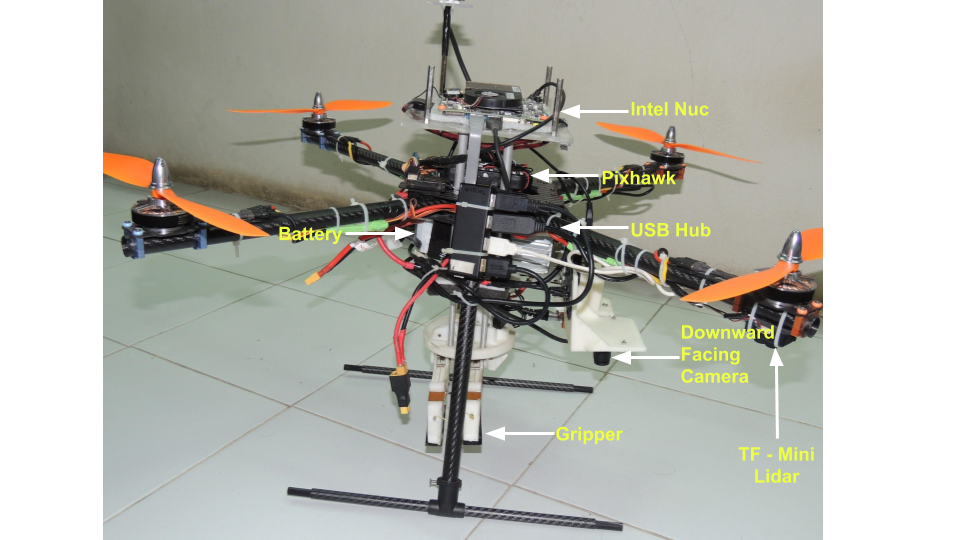 Intel Nuc
Pixhawk
Battery
USB Hub
Downward
Facing
Camera
Gripper
TF - Mini
Lidar